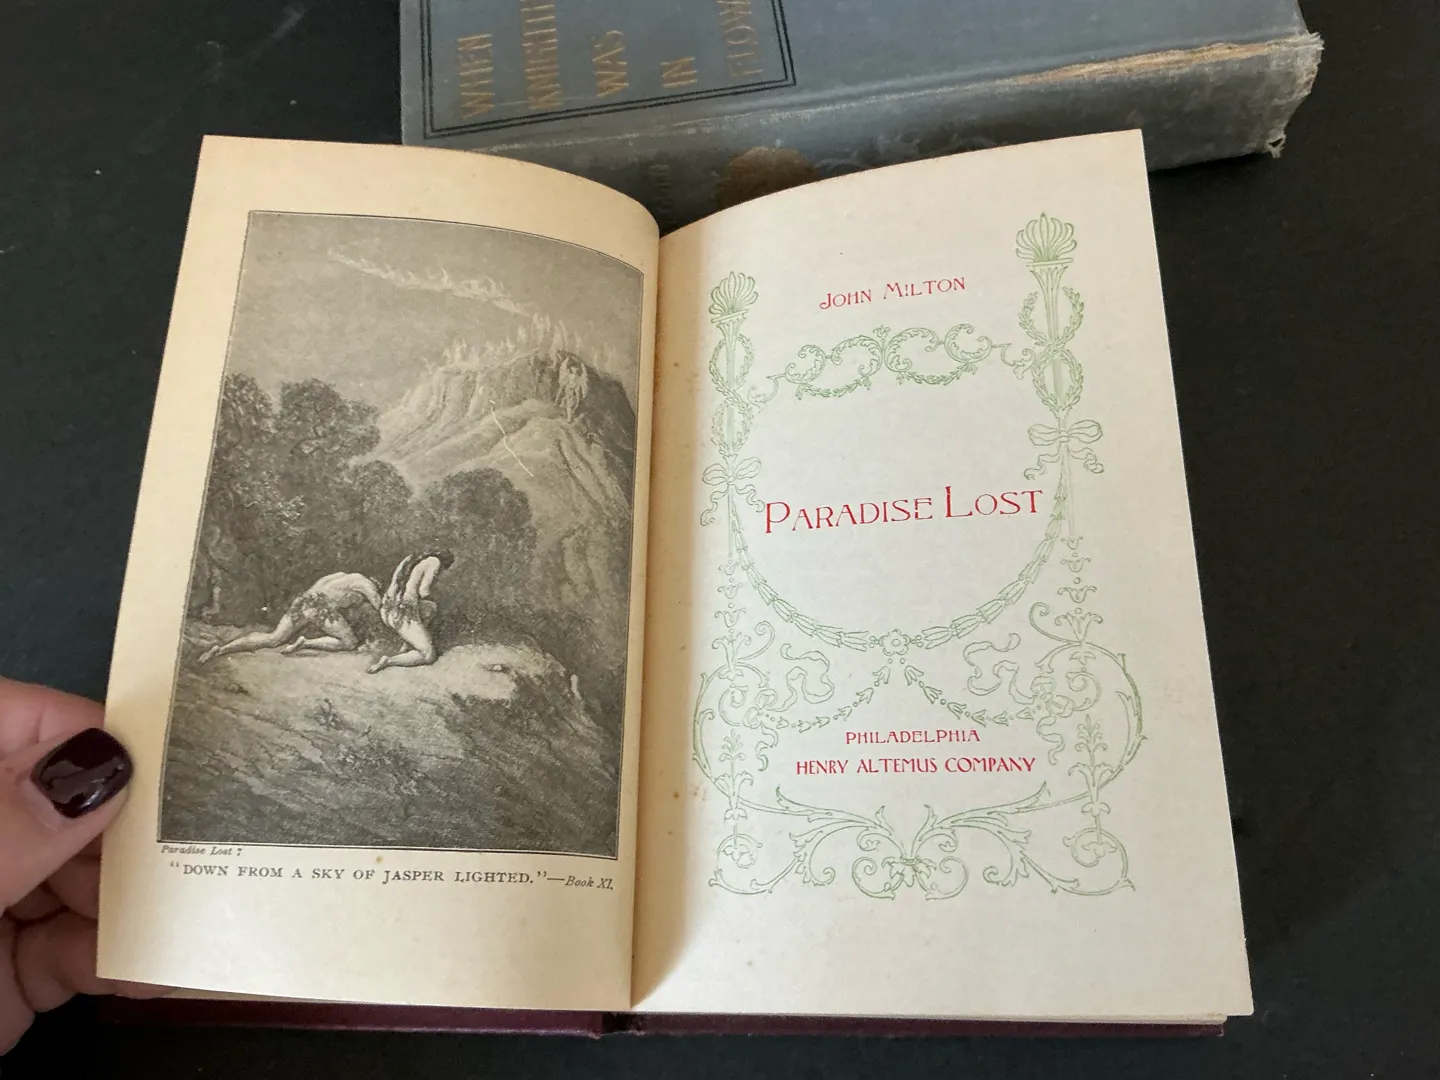 WHEN
KNIGHTHOOD
WAS
IN
FLOWER
Paradise Lost 7
"DOWN FROM A SKY OF JASPER LIGHTED."—Book XI.
JOHN MILTON
PARADISE LOST
PHILADELPHIA
HENRY ALTEMUS COMPANY